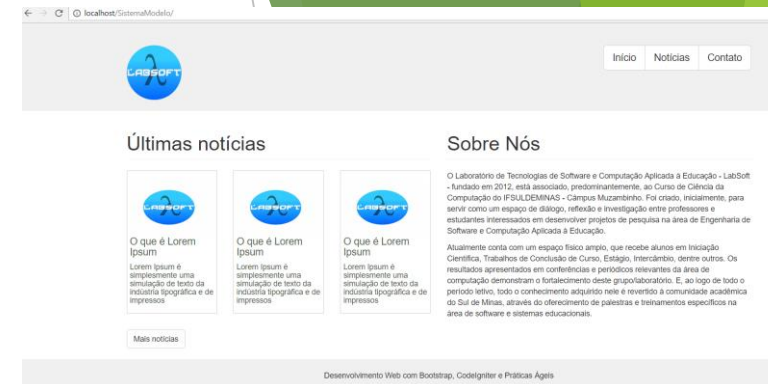 localhost/SistemaModelo/
LABSOFT
Início Notícias Contato
Últimas notícias
LABSOFT
O que é Lorem
Ipsum
Lorem Ipsum é
simplesmente uma
simulação de texto da
indústria tipográfica e de
impressos
LABSOFT
O que é Lorem
Ipsum
Lorem Ipsum é
simplesmente uma
simulação de texto da
indústria tipográfica e de
impressos
LABSOFT
O que é Lorem
Ipsum
Lorem Ipsum é
simplesmente uma
simulação de texto da
indústria tipográfica e de
impressos
Mais notícias
Sobre Nós
O Laboratório de Tecnologias de Software e Computação Aplicada à Educação - LabSoft
- fundado em 2012, está associado, predominantemente, ao Curso de Ciência da
Computação do IFSULDEMINAS - Câmpus Muzambinho. Foi criado, inicialmente, para
servir como um espaço de diálogo, reflexão e investigação entre professores e
estudantes interessados em desenvolver projetos de pesquisa na área de Engenharia de
Software e Computação Aplicada à Educação.
Atualmente conta com um espaço físico amplo, que recebe alunos em Iniciação
Científica, Trabalhos de Conclusão de Curso, Estágio, Intercâmbio, dentre outros. Os
resultados apresentados em conferências e periódicos relevantes da área de
computação demonstram o fortalecimento deste grupo/laboratório. E, ao logo de todo o
período letivo, todo o conhecimento adquirido nele é revertido à comunidade acadêmica
do Sul de Minas, através do oferecimento de palestras e treinamentos específicos na
área de software e sistemas educacionais.
Desenvolvimento Web com Bootstrap, CodeIgniter e Práticas Ágeis